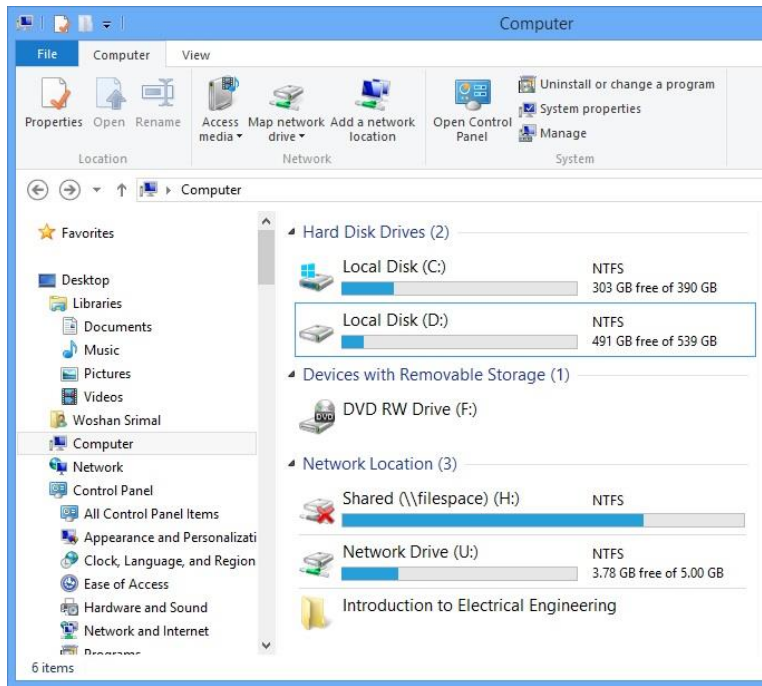 Computer
File Computer View
Properties Open Rename Access media Map network drive Add a network location Open Control Panel Uninstall or change a program
System properties
Manage
Location Network System
Computer
Favorites
Desktop
Libraries
Documents
Music
Pictures
Videos
Woshan Srimal
Computer
Network
Control Panel
All Control Panel Items
Appearance and Personalizati
Clock, Language, and Region
Ease of Access
Hardware and Sound
Network and Internet
Programs
Hard Disk Drives (2)
Local Disk (C:) NTFS
303 GB free of 390 GB
Local Disk (D:) NTFS
491 GB free of 539 GB
Devices with Removable Storage (1)
DVD
DVD RW Drive (F:)
Network Location (3)
Shared (\\filespace) (H:) NTFS
Network Drive (U:) NTFS
3.78 GB free of 5.00 GB
Introduction to Electrical Engineering
6 items